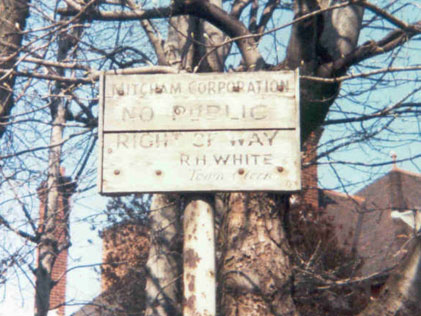 MITCHAM CORPORATION
NO PUBLIC
RIGHT OF WAY
R.H. WHITE
Town Clerk